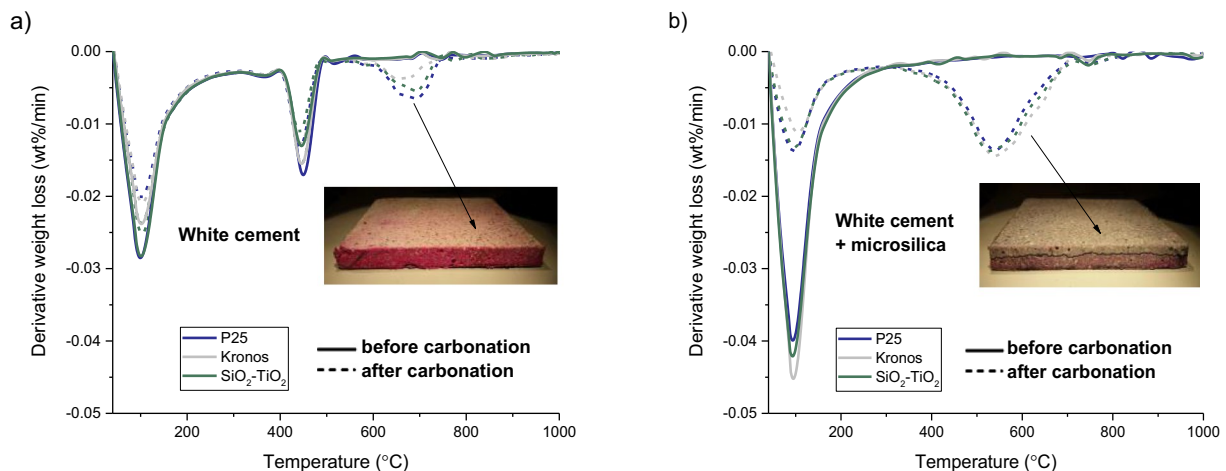 a)
0.00
-0.01
-0.02
-0.03
-0.04
-0.05
Derivative weight loss (wt%/min)
White cement
P25
Kronos
SiO₂-TiO₂
before carbonation
after carbonation
200
400
600
800
1000
Temperature (°C)
b)
0.00
-0.01
-0.02
-0.03
-0.04
-0.05
Derivative weight loss (wt%/min)
White cement
+ microsilica
P25
Kronos
SiO₂-TiO₂
before carbonation
after carbonation
200
400
600
800
1000
Temperature (°C)